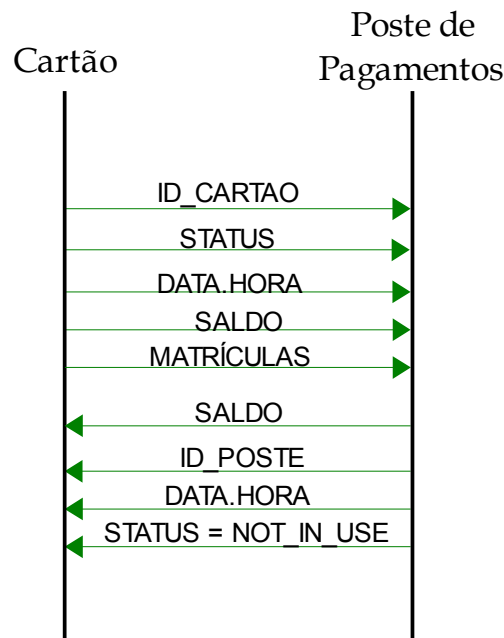 Cartão
Poste de
Pagamentos
ID_CARTAO
STATUS
DATA.HORA
SALDO
MATRÍCULAS
SALDO
ID_POSTE
DATA.HORA
STATUS = NOT_IN_USE